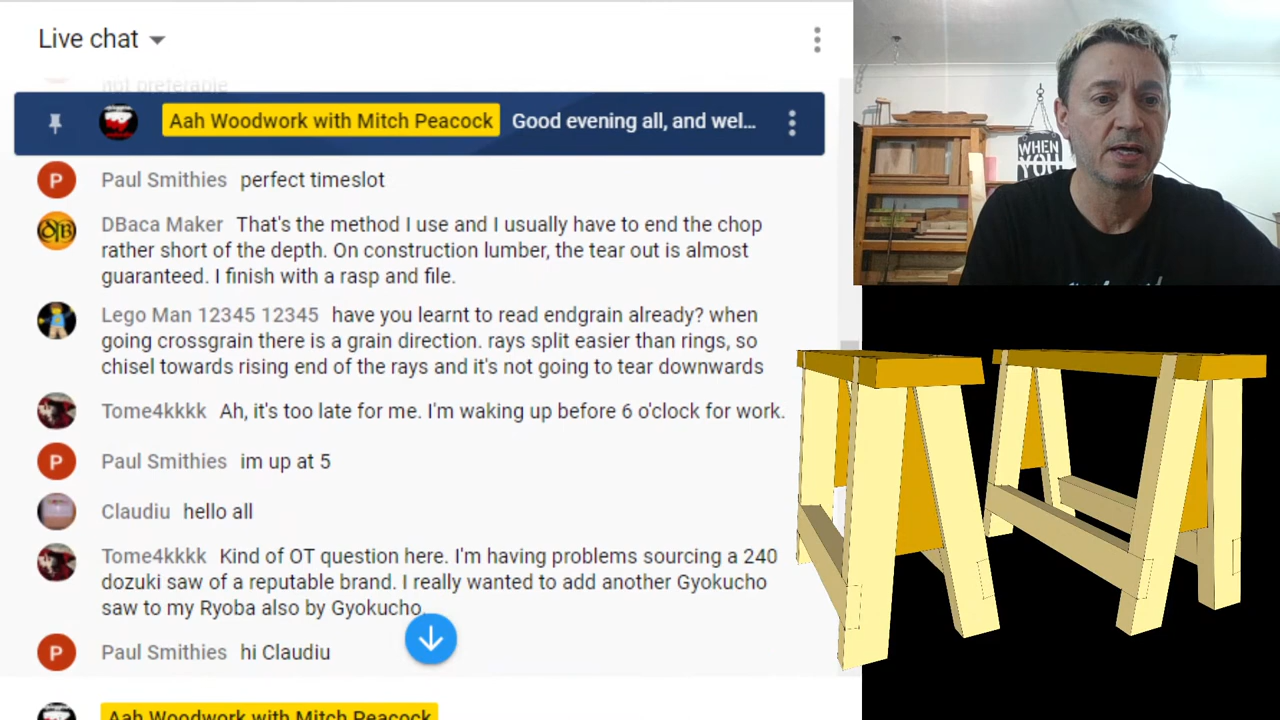 Live chat
not preferable
Aah Woodwork with Mitch Peacock Good evening all, and wel...
Paul Smithies perfect timeslot
DBaca Maker That's the method I use and I usually have to end the chop
rather short of the depth. On construction lumber, the tear out is almost
guaranteed. I finish with a rasp and file.
Lego Man 12345 12345 have you learnt to read endgrain already? when
going crossgrain there is a grain direction. rays split easier than rings, so
chisel towards rising end of the rays and it's not going to tear downwards
Tome4kkkk Ah, it's too late for me. I'm waking up before 6 o'clock for work.
Paul Smithies im up at 5
Claudiu hello all
Tome4kkkk Kind of OT question here. I'm having problems sourcing a 240
dozuki saw of a reputable brand. I really wanted to add another Gyokucho
saw to my Ryoba also by Gyokucho.
Paul Smithies hi Claudiu
Aah Woodwork with Mitch Peacock
WHEN
YOU